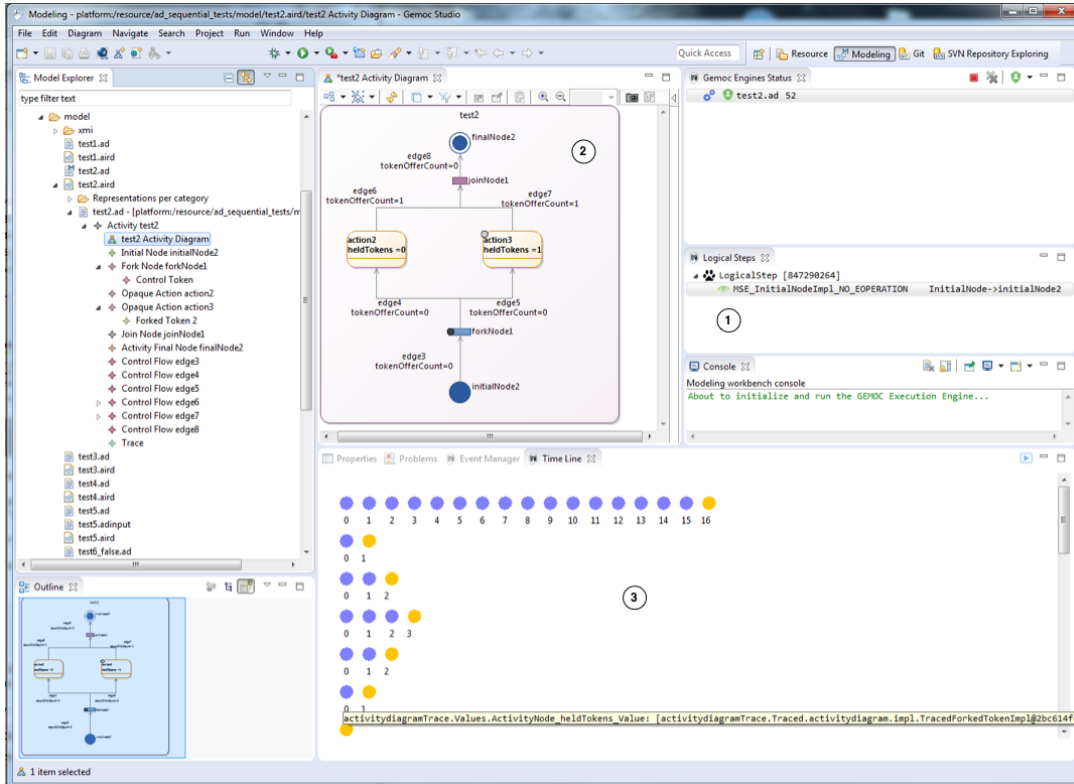 Modeling - platform:/resource/ad_sequential_tests/model/test2.aird/test2 Activity Diagram - Gemoc Studio
File Edit Diagram Navigate Search Project Run Window Help
Quick Access
Resource
Modeling
Git
SVN Repository Exploring
Model Explorer
type filter text
model
xmi
test1.ad
test1.aird
test2.ad
test2.aird
Representations per category
test2.ad - [platform:/resource/ad_sequential_tests/m
Activity test2
test2 Activity Diagram
Initial Node initialNode2
Fork Node forkNode1
Control Token
Opaque Action action2
Opaque Action action3
Forked Token 2
Join Node joinNode1
Activity Final Node finalNode2
Control Flow edge3
Control Flow edge4
Control Flow edge5
Control Flow edge6
Control Flow edge7
Control Flow edge8
Trace
test3.ad
test3.aird
test4.ad
test4.aird
test5.ad
test5.adinput
test5.aird
test6_false.ad
*test2 Activity Diagram
test2
finalNode2
2
edge8
tokenOfferCount=0
joinNode1
edge6
tokenOfferCount=1
edge7
tokenOfferCount=1
action2
heldTokens =0
action3
heldTokens =1
edge4
tokenOfferCount=0
edge5
tokenOfferCount=0
forkNode1
edge3
tokenOfferCount=0
initialNode2
Gemoc Engines Status
test2.ad 52
Logical Steps
LogicalStep [847290264]
MSE_InitialNodeImpl_NO_EOPERATION InitialNode->initialNode2
1
Console
Modeling workbench console
About to initialize and run the GEMOC Execution Engine...
Outline
Properties Problems Event Manager Time Line
0 1 2 3 4 5 6 7 8 9 10 11 12 13 14 15 16
0 1
0 1 2
3
0 1 2 3
0 1 2
0 1
activitydiagramTrace.Values.ActivityNode_heldTokens_Value: [activitydiagramTrace.Traced.activitydiagram.impl.TracedForkedTokenImpl@2bc614f
1 item selected